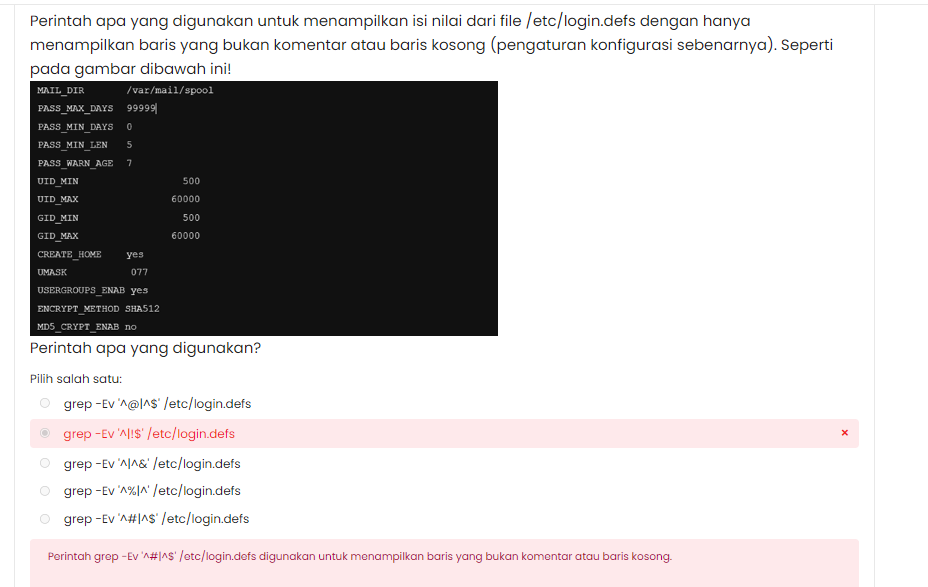 Perintah apa yang digunakan untuk menampilkan isi nilai dari file /etc/login.defs dengan hanya
menampilkan baris yang bukan komentar atau baris kosong (pengaturan konfigurasi sebenarnya). Seperti
pada gambar dibawah ini!
MAIL_DIR /var/mail/spool
PASS_MAX_DAYS 99999
PASS_MIN_DAYS 0
PASS_MIN_LEN 5
PASS_WARN_AGE 7
UID_MIN 500
UID_MAX 60000
GID_MIN 500
GID_MAX 60000
CREATE_HOME yes
UMASK 077
USERGROUPS_ENAB yes
ENCRYPT_METHOD SHA512
MD5_CRYPT_ENAB no
Perintah apa yang digunakan?
Pilih salah satu:
grep -Ev '^@|^$' /etc/login.defs
grep -Ev '^|!$' /etc/login.defs
grep -Ev '^|^&' /etc/login.defs
grep -Ev '^%|^' /etc/login.defs
grep -Ev '^#|^$' /etc/login.defs
Perintah grep -Ev '^#|^$' /etc/login.defs digunakan untuk menampilkan baris yang bukan komentar atau baris kosong.